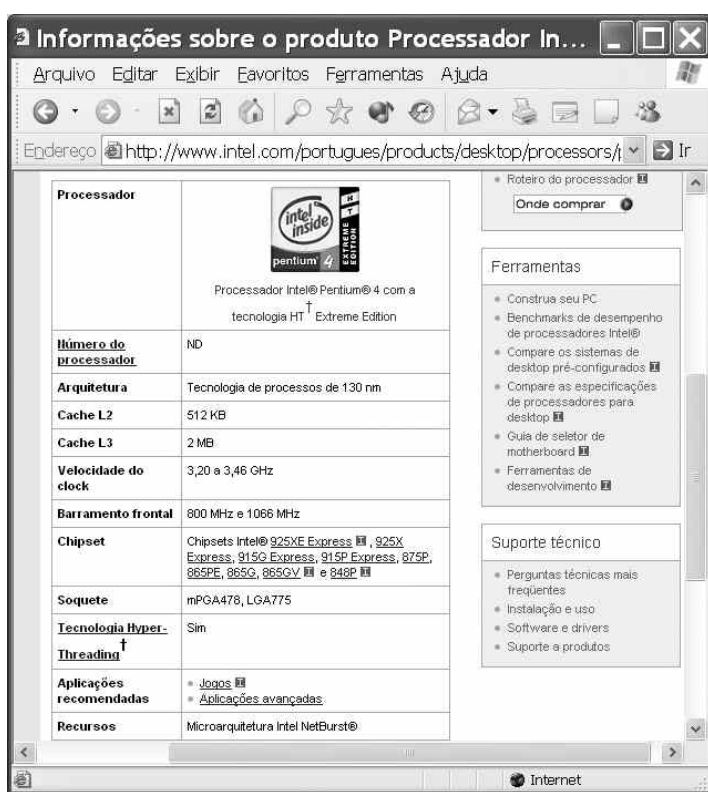 Informações sobre o produto Processador In...
Arquivo Editar Exibir Favoritos Ferramentas Ajuda
Endereço http://www.intel.com/portugues/products/desktop/processors/ Ir
Processador
intel inside
pentium 4
HT
EXTREME EDITION
Processador Intel® Pentium® 4 com a
tecnologia HT† Extreme Edition
Número do
processador
ND
Arquitetura
Tecnologia de processos de 130 nm
Cache L2
512 KB
Cache L3
2 MB
Velocidade do
clock
3,20 a 3,46 GHz
Barramento frontal
800 MHz e 1066 MHz
Chipset
Chipsets Intel® 925XE Express , 925X
Express, 915G Express, 915P Express, 875P,
865PE, 865G, 865GV e 848P
Soquete
mPGA478, LGA775
Tecnologia Hyper-
Threading†
Sim
Aplicações
recomendadas
Jogos
Aplicações avançadas
Recursos
Microarquitetura Intel NetBurst®
Roteiro do processador
Onde comprar
Ferramentas
Construa seu PC
Benchmarks de desempenho
de processadores Intel®
Compare os sistemas de
desktop pré-configurados
Compare as especificações
de processadores para
desktop
Guia de seletor de
motherboard
Ferramentas de
desenvolvimento
Suporte técnico
Perguntas técnicas mais
freqüentes
Instalação e uso
Software e drivers
Suporte a produtos
Internet